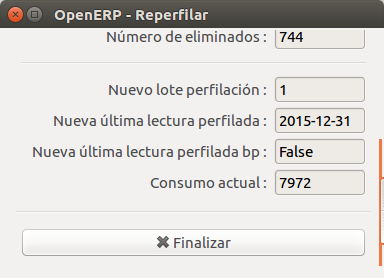 OpenERP - Reperfilar
Número de eliminados : 744
Nuevo lote perfilación : 1
Nueva última lectura perfilada : 2015-12-31
Nueva última lectura perfilada bp : False
Consumo actual : 7972
Finalizar